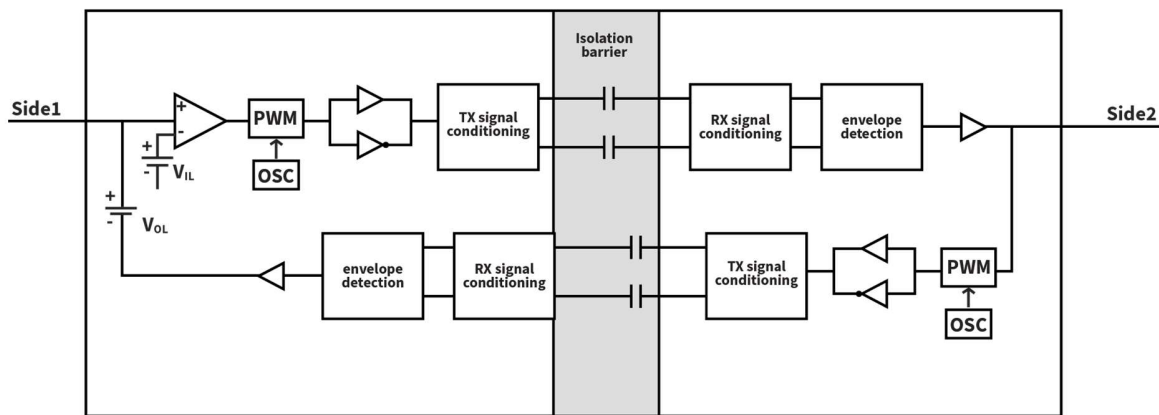 Isolation
barrier
Side1
+
-
PWM
OSC
+
-
VIL
TX signal
conditioning
RX signal
conditioning
envelope
detection
Side2
+
-
VOL
envelope
detection
RX signal
conditioning
TX signal
conditioning
PWM
OSC